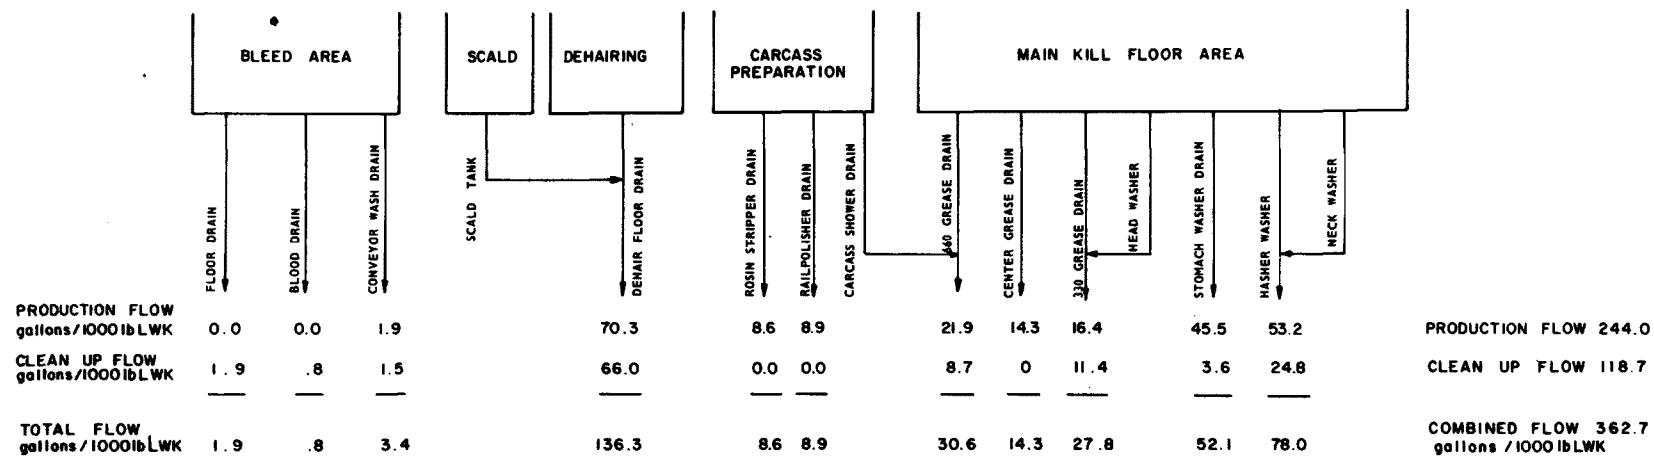 BLEED AREA
SCALD
DEHAIRING
CARCASS
PREPARATION
MAIN KILL FLOOR AREA
FLOOR DRAIN
BLOOD DRAIN
CONVEYOR WASH DRAIN
SCALD TANK
DEHAIR FLOOR DRAIN
ROSIN STRIPPER DRAIN
RAILPOLISHER DRAIN
CARCASS SHOWER DRAIN
660 GREASE DRAIN
CENTER GREASE DRAIN
330 GREASE DRAIN
HEAD WASHER
STOMACH WASHER DRAIN
HASHER WASHER
NECK WASHER
PRODUCTION FLOW
gallons/1000 lb LWK 0.0 0.0 1.9 70.3 8.6 8.9 21.9 14.3 16.4 45.5 53.2 PRODUCTION FLOW 244.0
CLEAN UP FLOW
gallons/1000 lb LWK 1.9 .8 1.5 66.0 0.0 0.0 8.7 0 11.4 3.6 24.8 CLEAN UP FLOW 118.7
TOTAL FLOW
gallons/1000 lb LWK 1.9 .8 3.4 136.3 8.6 8.9 30.6 14.3 27.8 52.1 78.0 COMBINED FLOW 362.7
gallons /1000 lb LWK